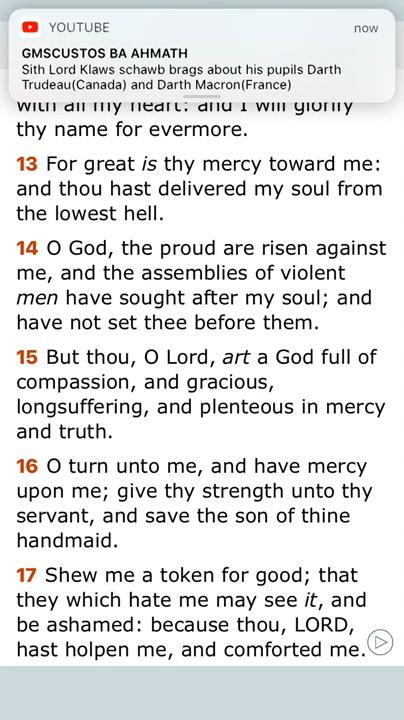 YOUTUBE now
GMSCUSTOS BA AHMATH
Sith Lord Klaws schawb brags about his pupils Darth
Trudeau(Canada) and Darth Macron(France)
with all my heart: and I will glorify
thy name for evermore.
13 For great is thy mercy toward me:
and thou hast delivered my soul from
the lowest hell.
14 O God, the proud are risen against
me, and the assemblies of violent
men have sought after my soul; and
have not set thee before them.
15 But thou, O Lord, art a God full of
compassion, and gracious,
longsuffering, and plenteous in mercy
and truth.
16 O turn unto me, and have mercy
upon me; give thy strength unto thy
servant, and save the son of thine
handmaid.
17 Shew me a token for good; that
they which hate me may see it, and
be ashamed: because thou, LORD,
hast holpen me, and comforted me.